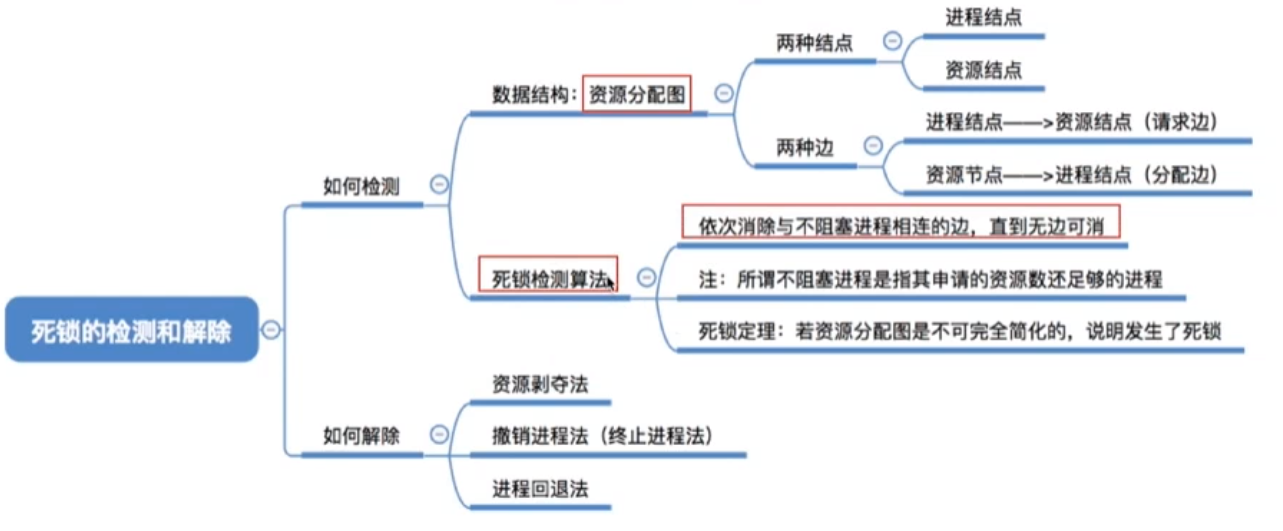 死锁的检测和解除
如何检测
数据结构：资源分配图
两种结点
进程结点
资源结点
两种边
进程结点——>资源结点（请求边）
资源节点——>进程结点（分配边）
死锁检测算法
依次消除与不阻塞进程相连的边，直到无边可消
注：所谓不阻塞进程是指其申请的资源数还足够的进程
死锁定理：若资源分配图是不可完全简化的，说明发生了死锁
如何解除
资源剥夺法
撤销进程法（终止进程法）
进程回退法